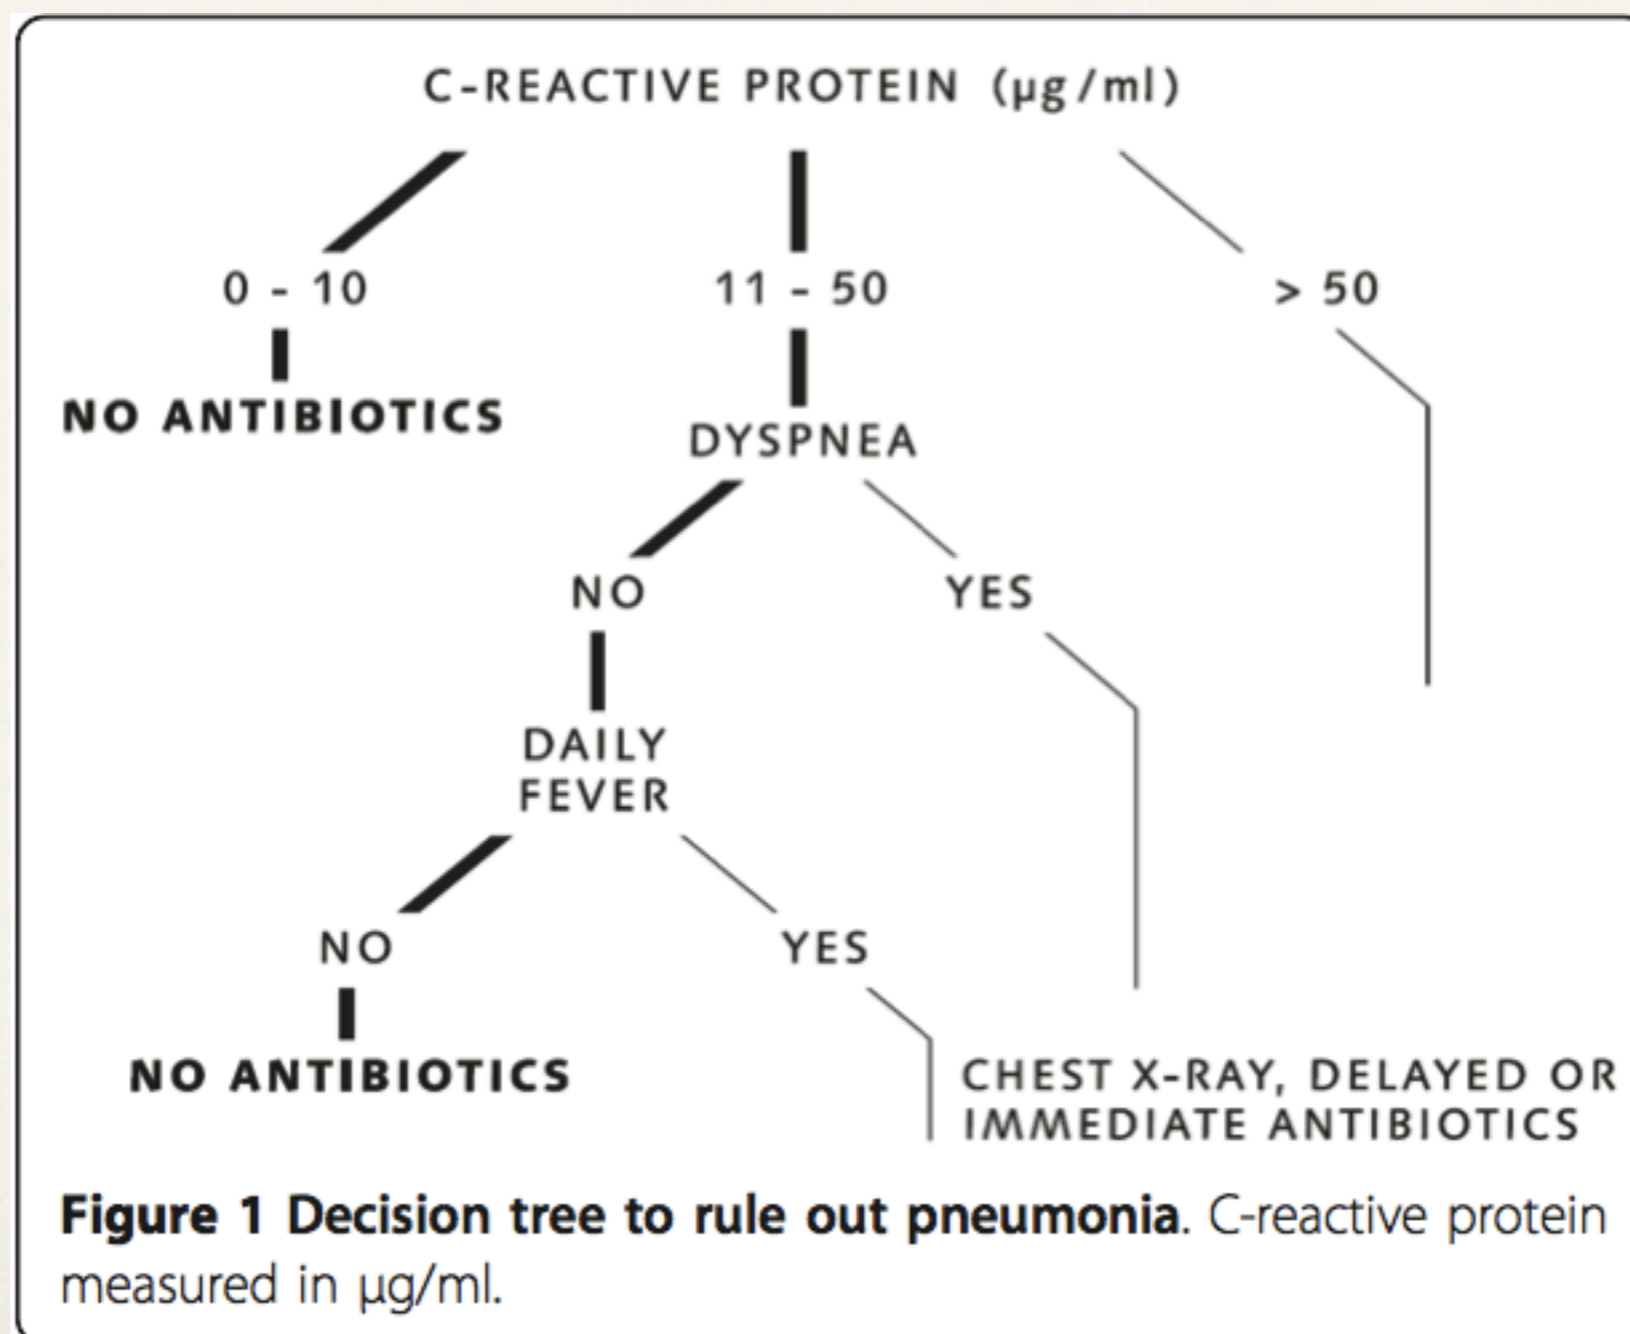 C-REACTIVE PROTEIN (µg/ml)
0 - 10
11 - 50
> 50
NO ANTIBIOTICS
DYSPNEA
NO
YES
DAILY
FEVER
NO
YES
NO ANTIBIOTICS
CHEST X-RAY, DELAYED OR
IMMEDIATE ANTIBIOTICS
Figure 1 Decision tree to rule out pneumonia. C-reactive protein
measured in µg/ml.